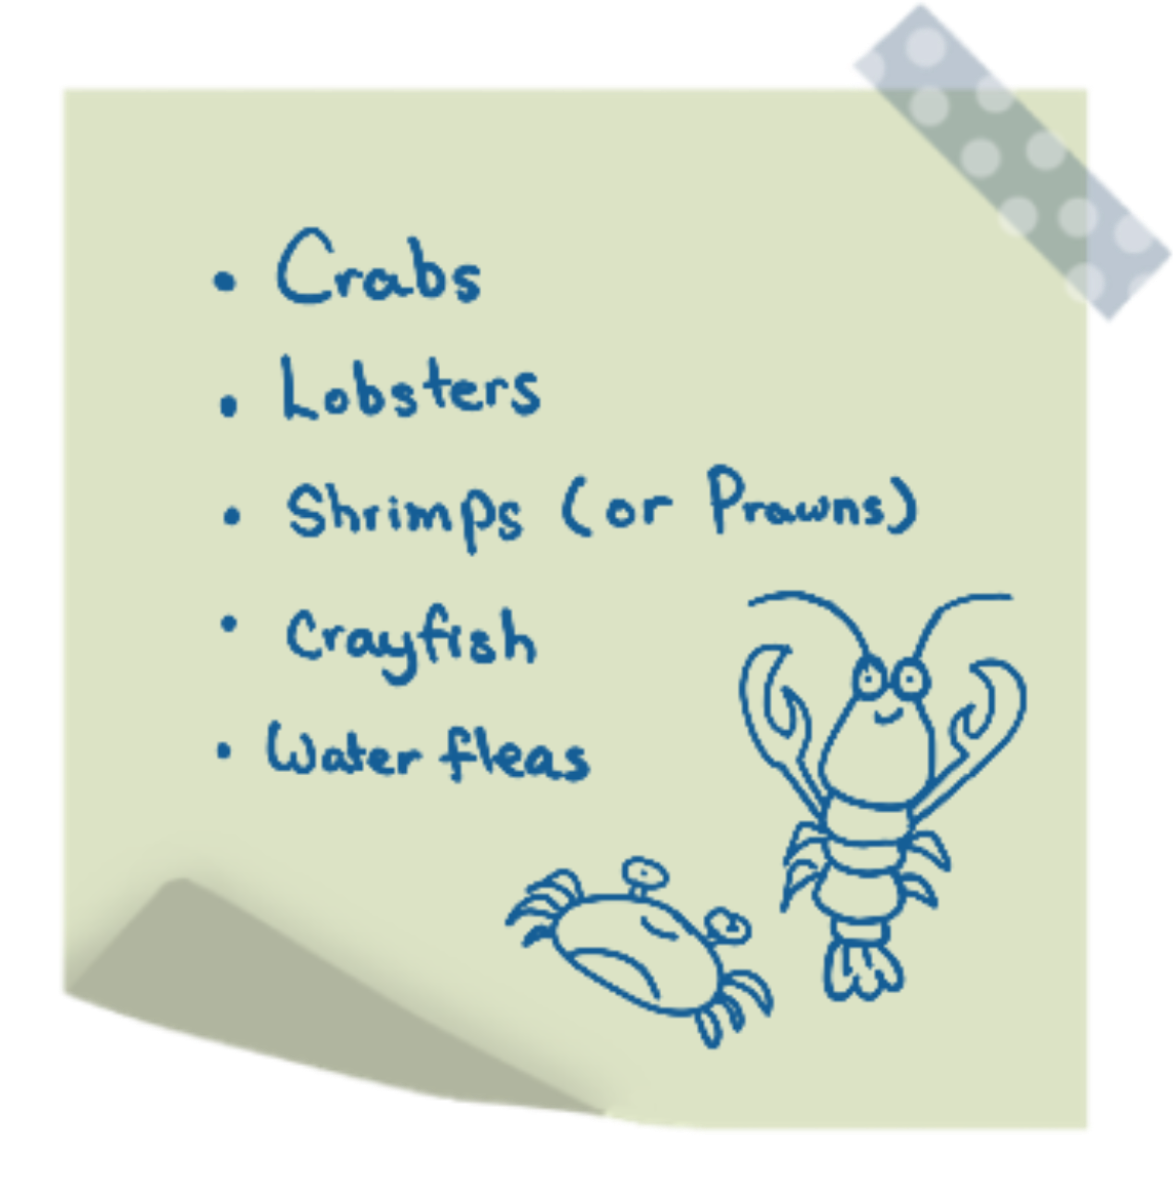 • Crabs
• Lobsters
• Shrimps (or Prawns)
• Crayfish
• Water fleas